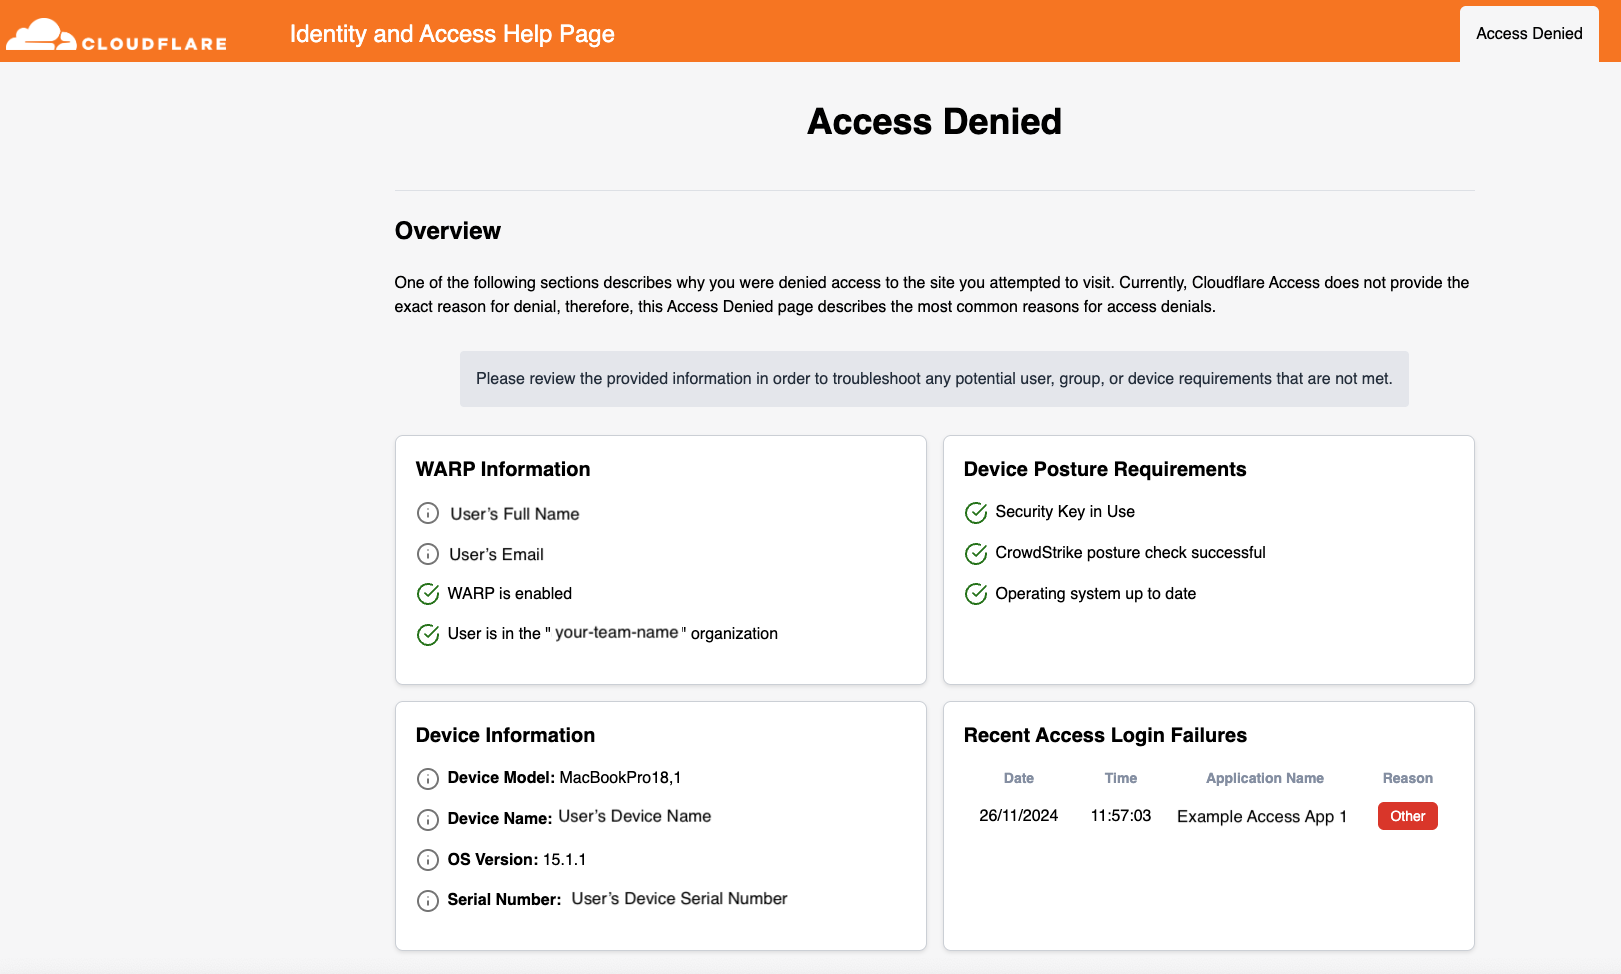 CLOUDFLARE
Identity and Access Help Page
Access Denied
Access Denied
Overview
One of the following sections describes why you were denied access to the site you attempted to visit. Currently, Cloudflare Access does not provide the
exact reason for denial, therefore, this Access Denied page describes the most common reasons for access denials.
Please review the provided information in order to troubleshoot any potential user, group, or device requirements that are not met.
WARP Information
User’s Full Name
User’s Email
WARP is enabled
User is in the " your-team-name " organization
Device Posture Requirements
Security Key in Use
CrowdStrike posture check successful
Operating system up to date
Device Information
Device Model: MacBookPro18,1
Device Name: User’s Device Name
OS Version: 15.1.1
Serial Number: User’s Device Serial Number
Recent Access Login Failures
Date Time Application Name Reason
26/11/2024 11:57:03 Example Access App 1 Other